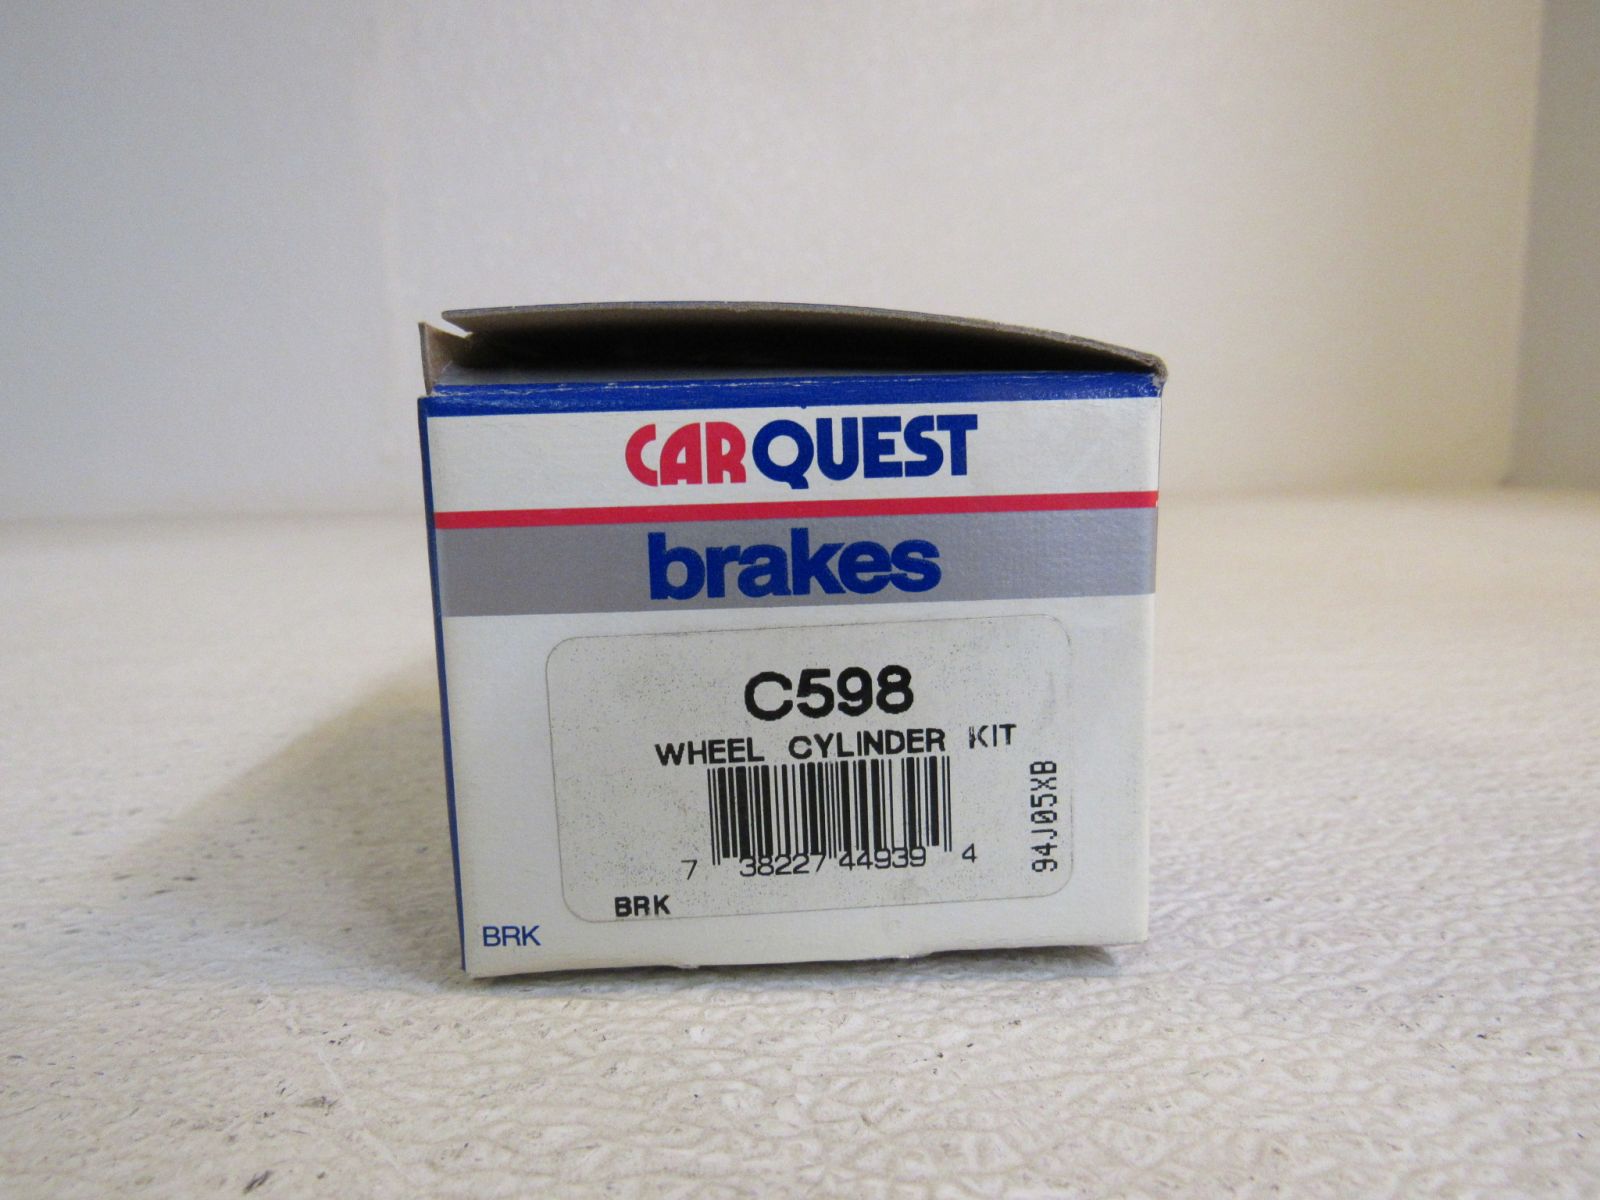 CARQUEST
brakes
C598
WHEEL CYLINDER KIT
7 38227 44939 4
94J05XB
BRK
BRK